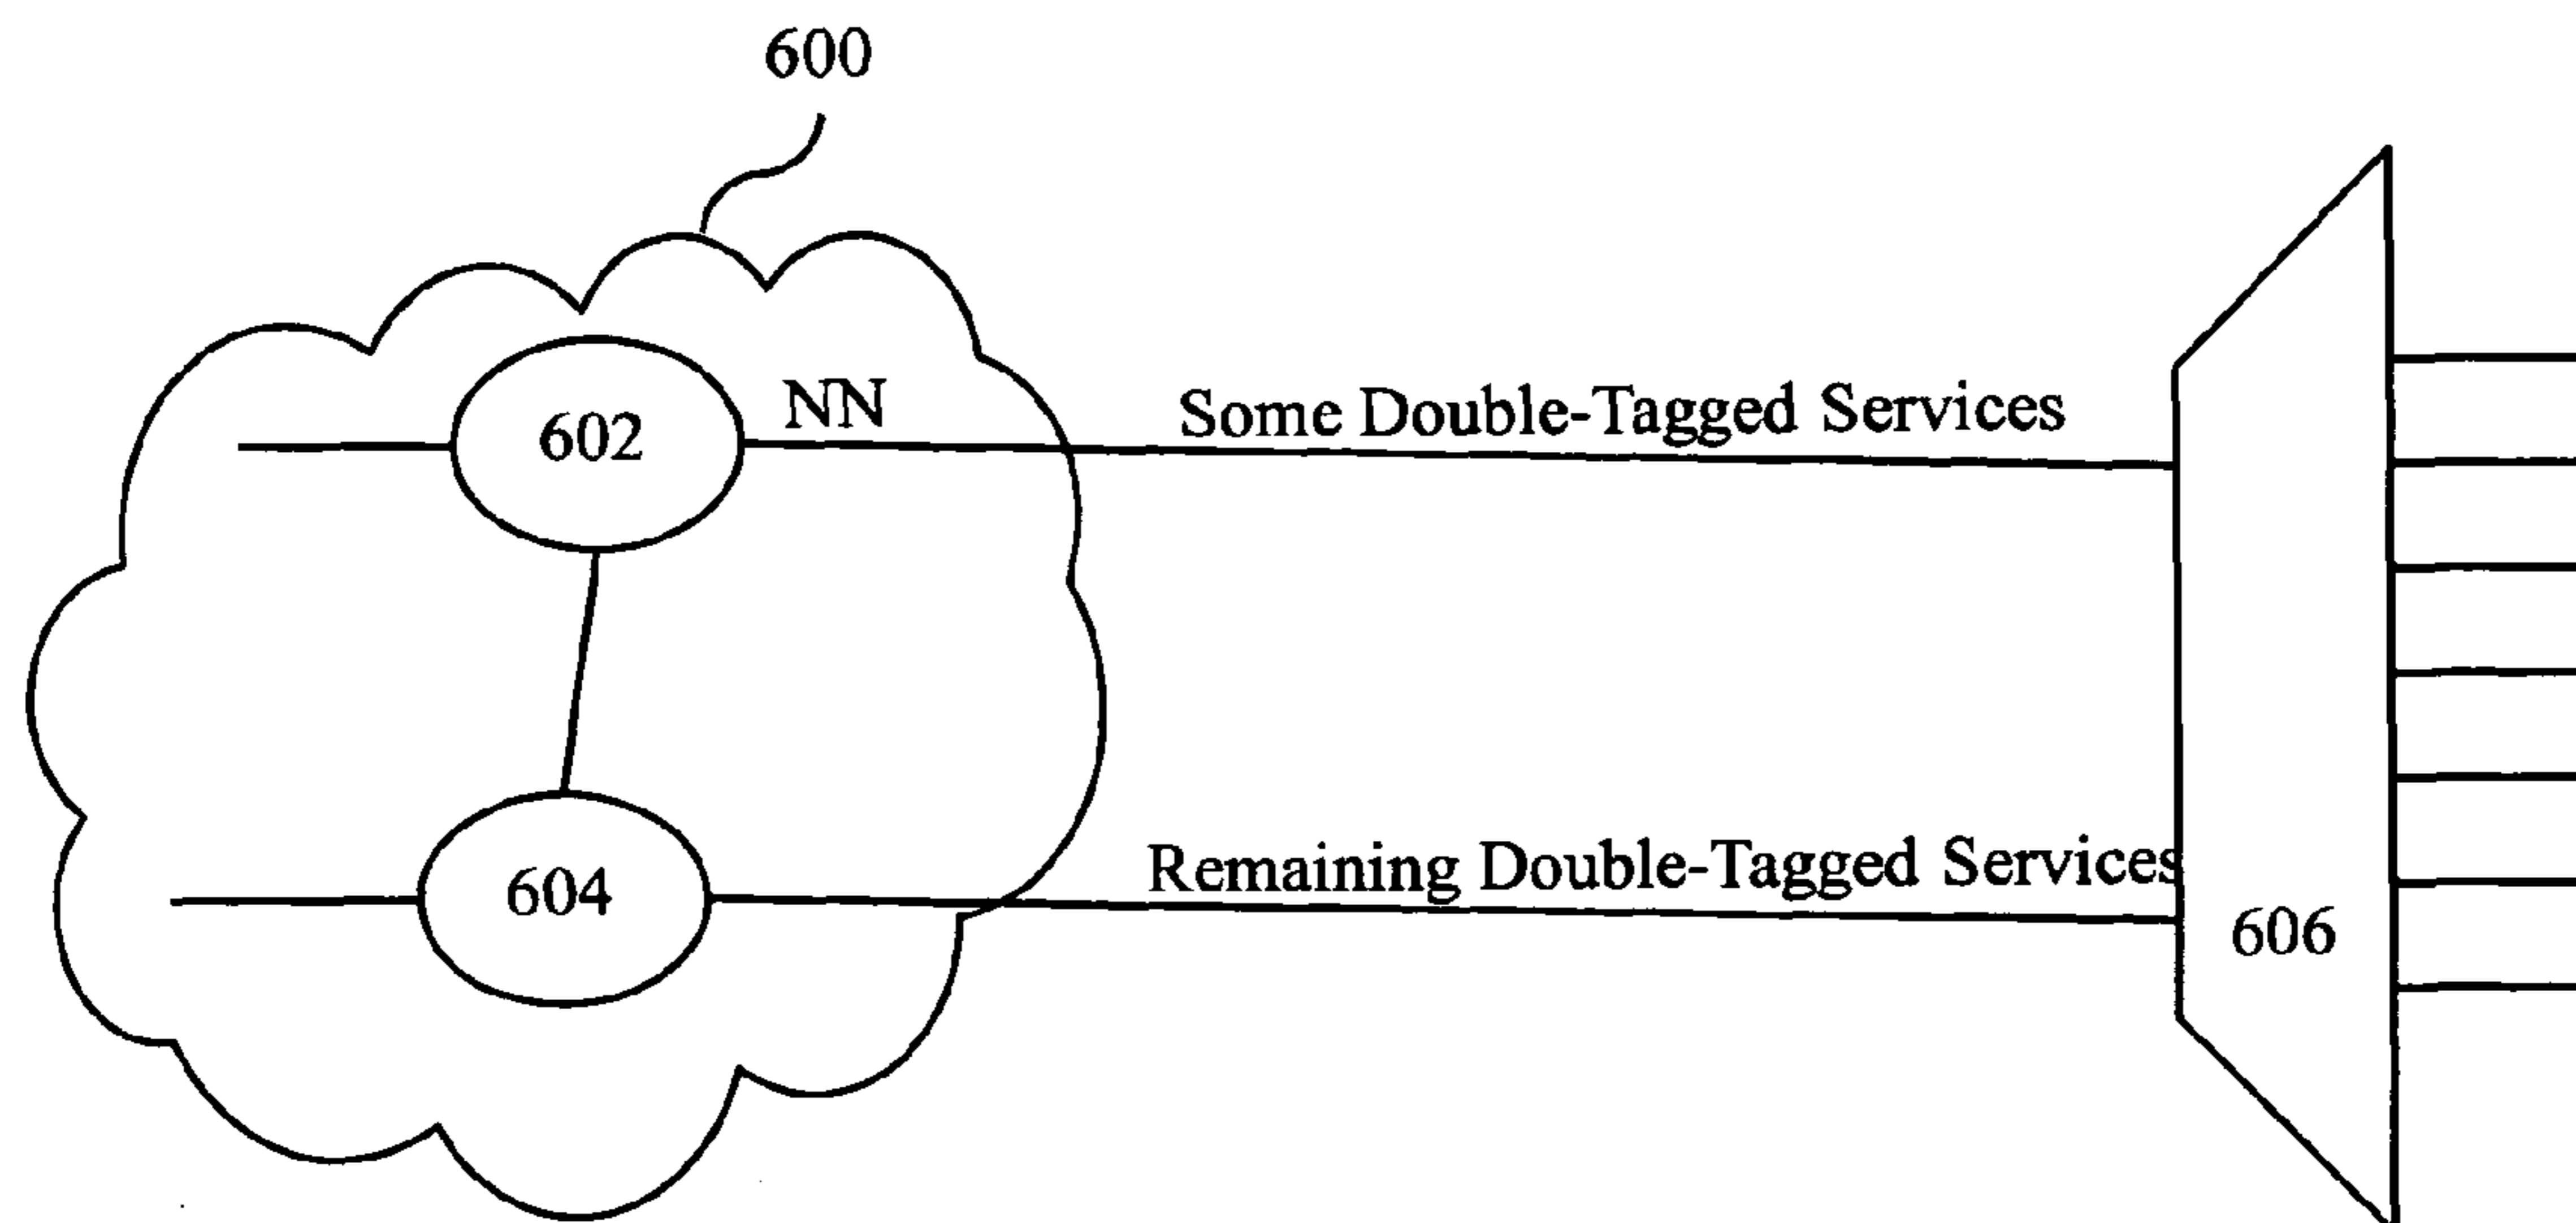 600
NN
602
Some Double-Tagged Services
Remaining Double-Tagged Services
604
606